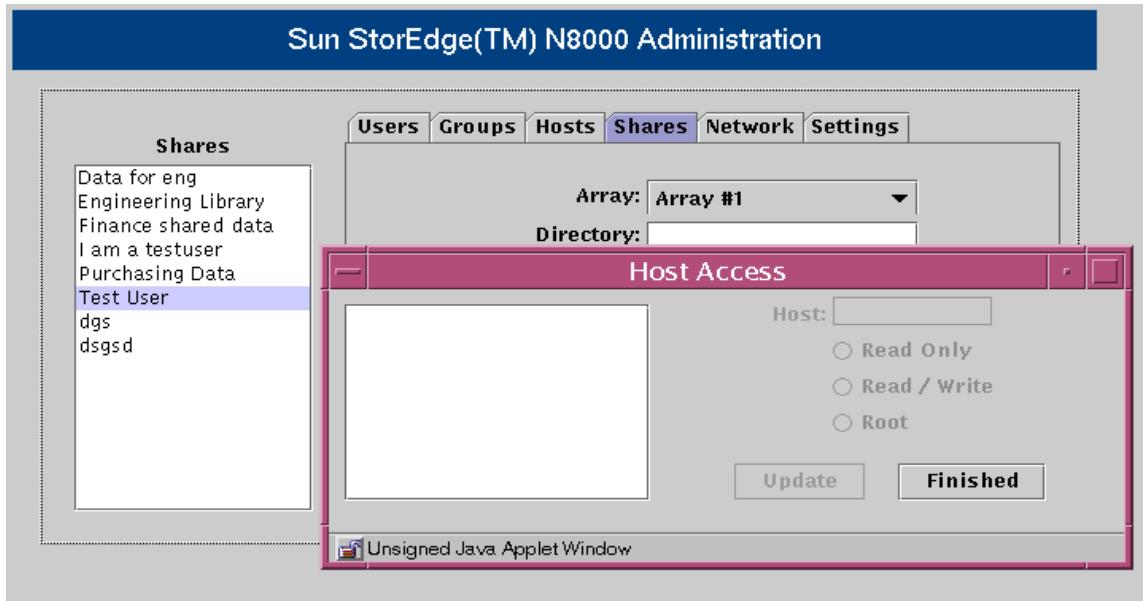 Sun StorEdge(TM) N8000 Administration
Shares
Data for eng
Engineering Library
Finance shared data
I am a testuser
Purchasing Data
Test User
dgs
dsgsd
Users Groups Hosts Shares Network Settings
Array: Array #1
Directory:
Host Access
Host:
Read Only
Read / Write
Root
Update Finished
Unsigned Java Applet Window